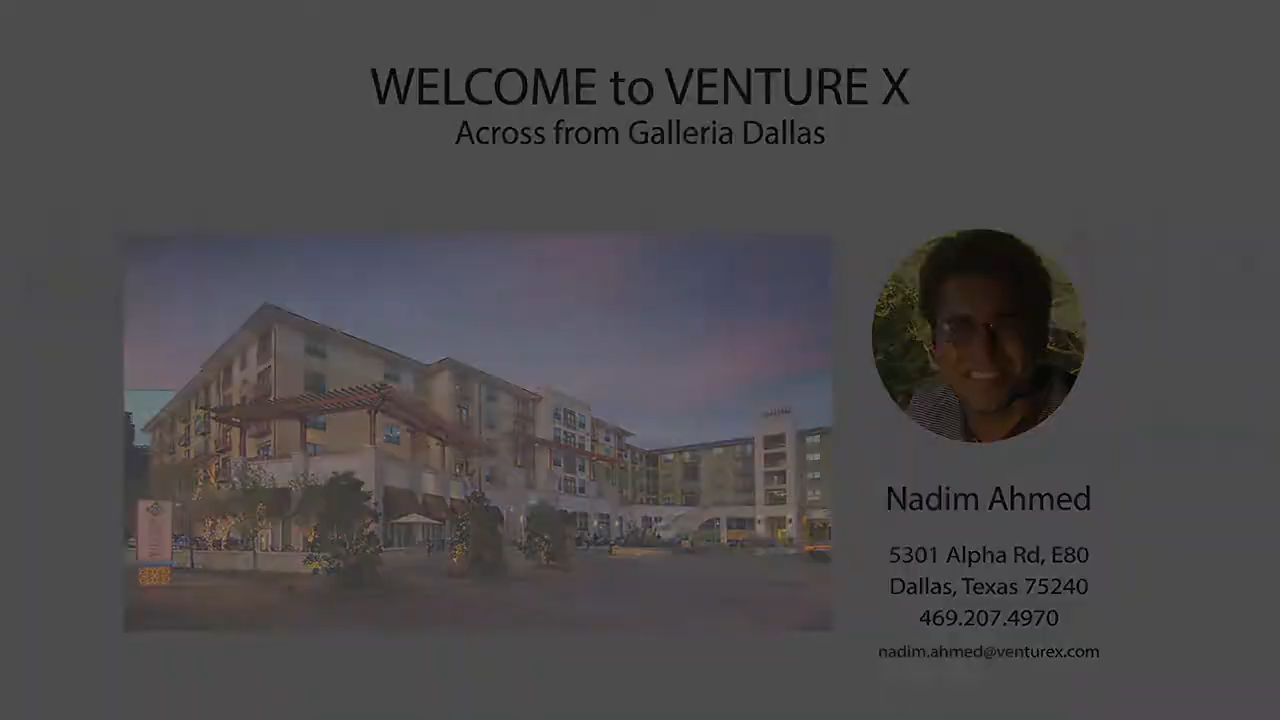 WELCOME to VENTURE X
Across from Galleria Dallas
Nadim Ahmed
5301 Alpha Rd, E80
Dallas, Texas 75240
469.207.4970
nadim.ahmed@venturex.com